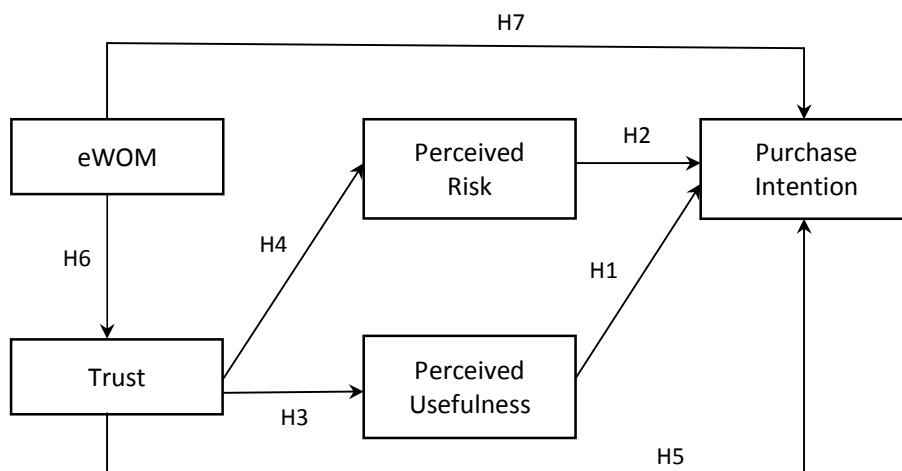 H7
eWOM
Perceived
Risk
H2
Purchase
Intention
H6
H4
H1
Trust
H3
Perceived
Usefulness
H5